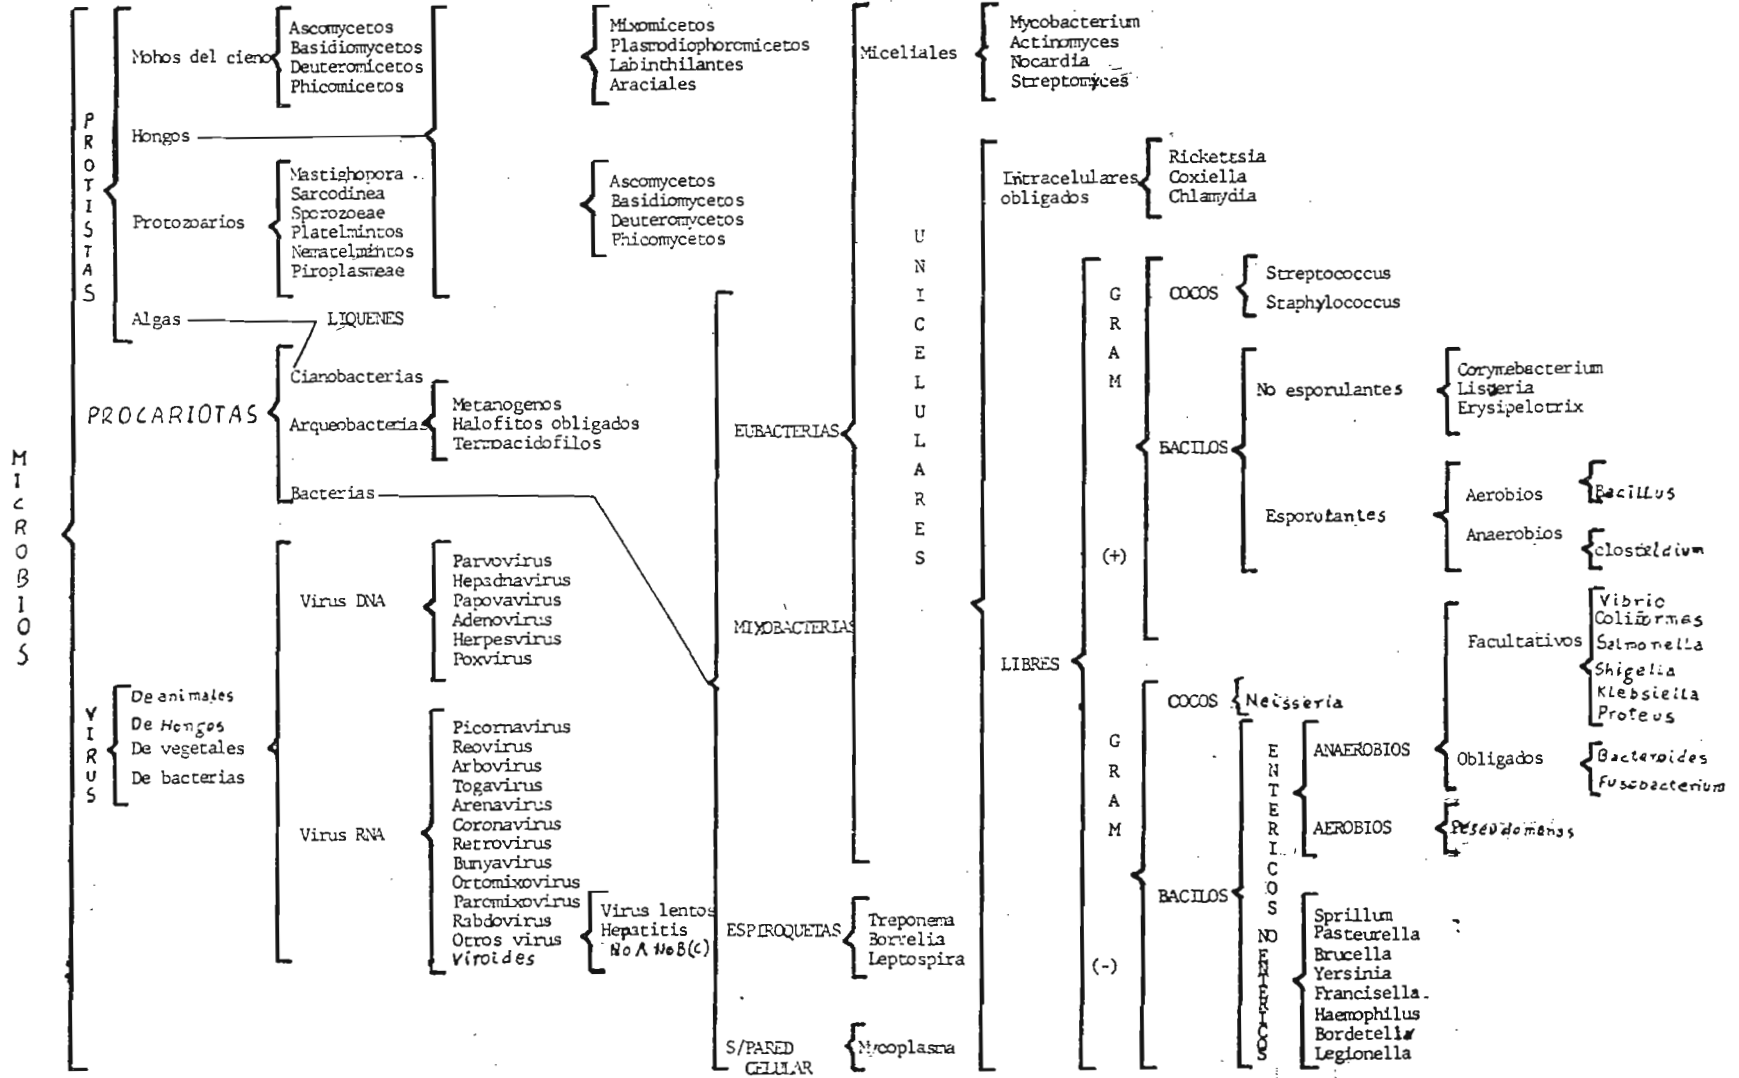 MICROBIOS
PROTISTAS
Mohos del cieno
Ascomycetos
Basidiomycetos
Deuteromicetos
Phicomicetos
Hongos
Mixomicetos
Plasmodiophoromicetos
Labinthilantes
Araciales
Ascomycetos
Basidiomycetos
Deuteromycetos
Phicomycetos
Protozoarios
Mastighopora
Sarcodinea
Sporozoeae
Platelmintos
Nematelmintos
Piroplasmeae
Algas
LIQUENES
PROCARIOTAS
Cianobacterias
Arqueobacterias
Metanogenos
Halofitos obligados
Termoacidofilos
Bacterias
VIRUS
De animales
De Hongos
De vegetales
De bacterias
Virus DNA
Parvovirus
Hepadnavirus
Papovavirus
Adenovirus
Herpesvirus
Poxvirus
Virus RNA
Picornavirus
Reovirus
Arbovirus
Togavirus
Arenavirus
Coronavirus
Retrovirus
Bunyavirus
Ortomixovirus
Paromixovirus
Rabdovirus
Otros virus
Viroides
Virus lentos
Hepatitis
NoA NoB(C)
EUBACTERIAS
MIXOBACTERIAS
ESPIROQUETAS
Treponema
Borrelia
Leptospira
S/PARED
CELULAR
Mycoplasma
UNICELULARES
Miceliales
Mycobacterium
Actinomyces
Nocardia
Streptomyces
Intracelulares
obligados
Rickettsia
Coxiella
Chlamydia
LIBRES
GRAM
(+)
COCOS
Streptococcus
Staphylococcus
BACILOS
No esporulantes
Corymebacterium
Listeria
Erysipelotrix
Esporutantes
Aerobios
Bacillus
Anaerobios
closteldium
GRAM
(-)
COCOS
Neisseria
BACILOS
ENTERICOS
ANAEROBIOS
Facultativos
Vibrio
Coliformes
Salmonella
Shigella
Klebsiella
Proteus
Obligados
Bacteroides
Fusobacterium
AEROBIOS
Pseudomenas
NO
ENTERICOS
Sprillum
Pasteurella
Brucella
Yersinia
Francisella
Haemophilus
Bordetella
Legionella